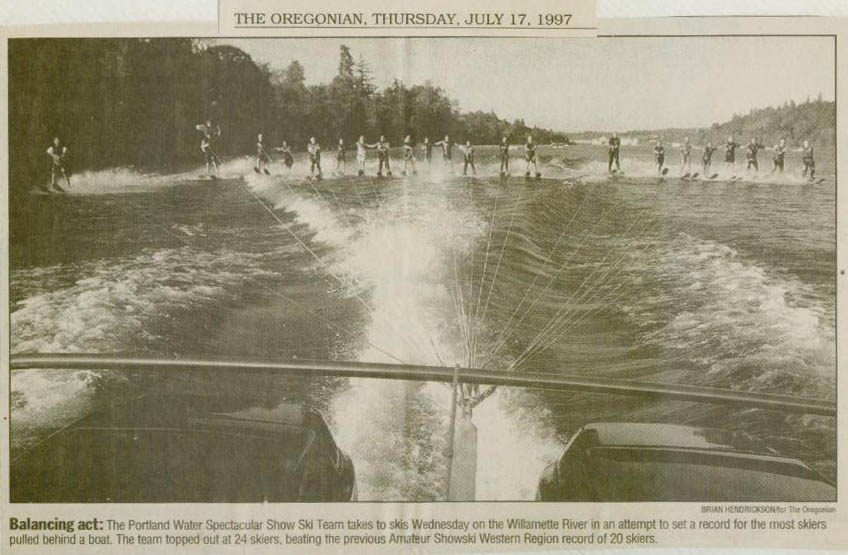 THE OREGONIAN, THURSDAY, JULY 17, 1997
BRIAN HENDRICKSON/for The Oregonian
Balancing act: The Portland Water Spectacular Show Ski Team takes to skis Wednesday on the Willamette River in an attempt to set a record for the most skiers
pulled behind a boat. The team topped out at 24 skiers, beating the previous Amateur Showski Western Region record of 20 skiers.